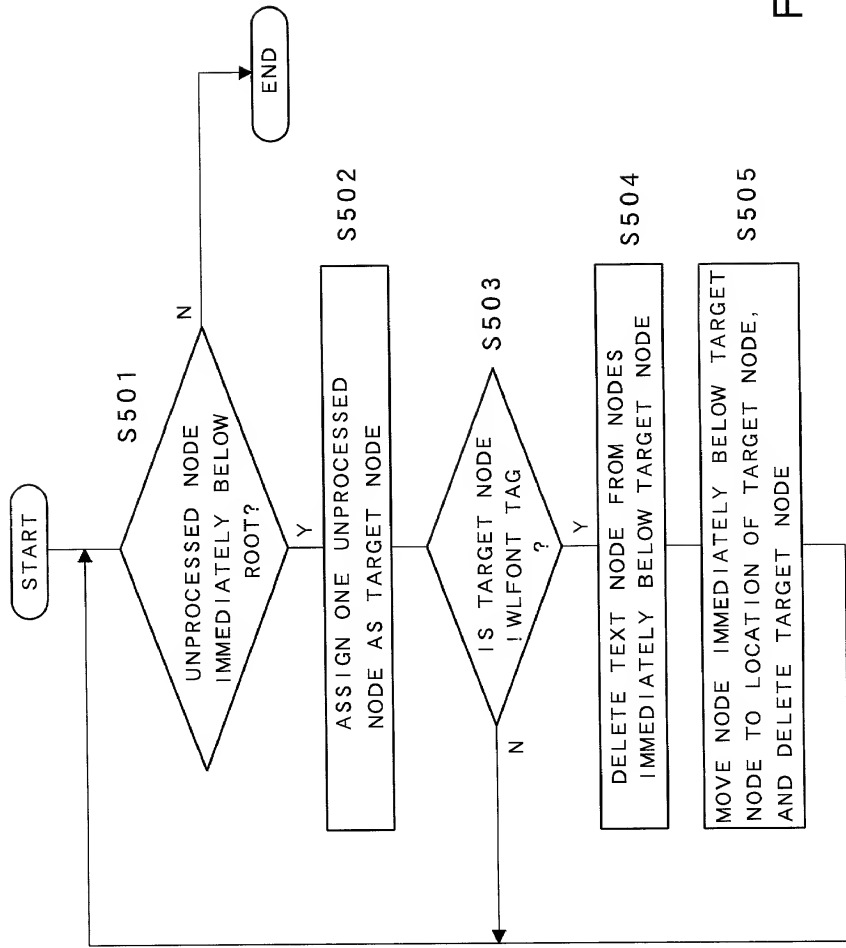 START
S501
UNPROCESSED NODE
IMMEDIATELY BELOW
ROOT?
N
END
Y
S502
ASSIGN ONE UNPROCESSED
NODE AS TARGET NODE
S503
IS TARGET NODE
!WLFONT TAG
?
N
Y
S504
DELETE TEXT NODE FROM NODES
IMMEDIATELY BELOW TARGET NODE
S505
MOVE NODE IMMEDIATELY BELOW TARGET
NODE TO LOCATION OF TARGET NODE,
AND DELETE TARGET NODE
F